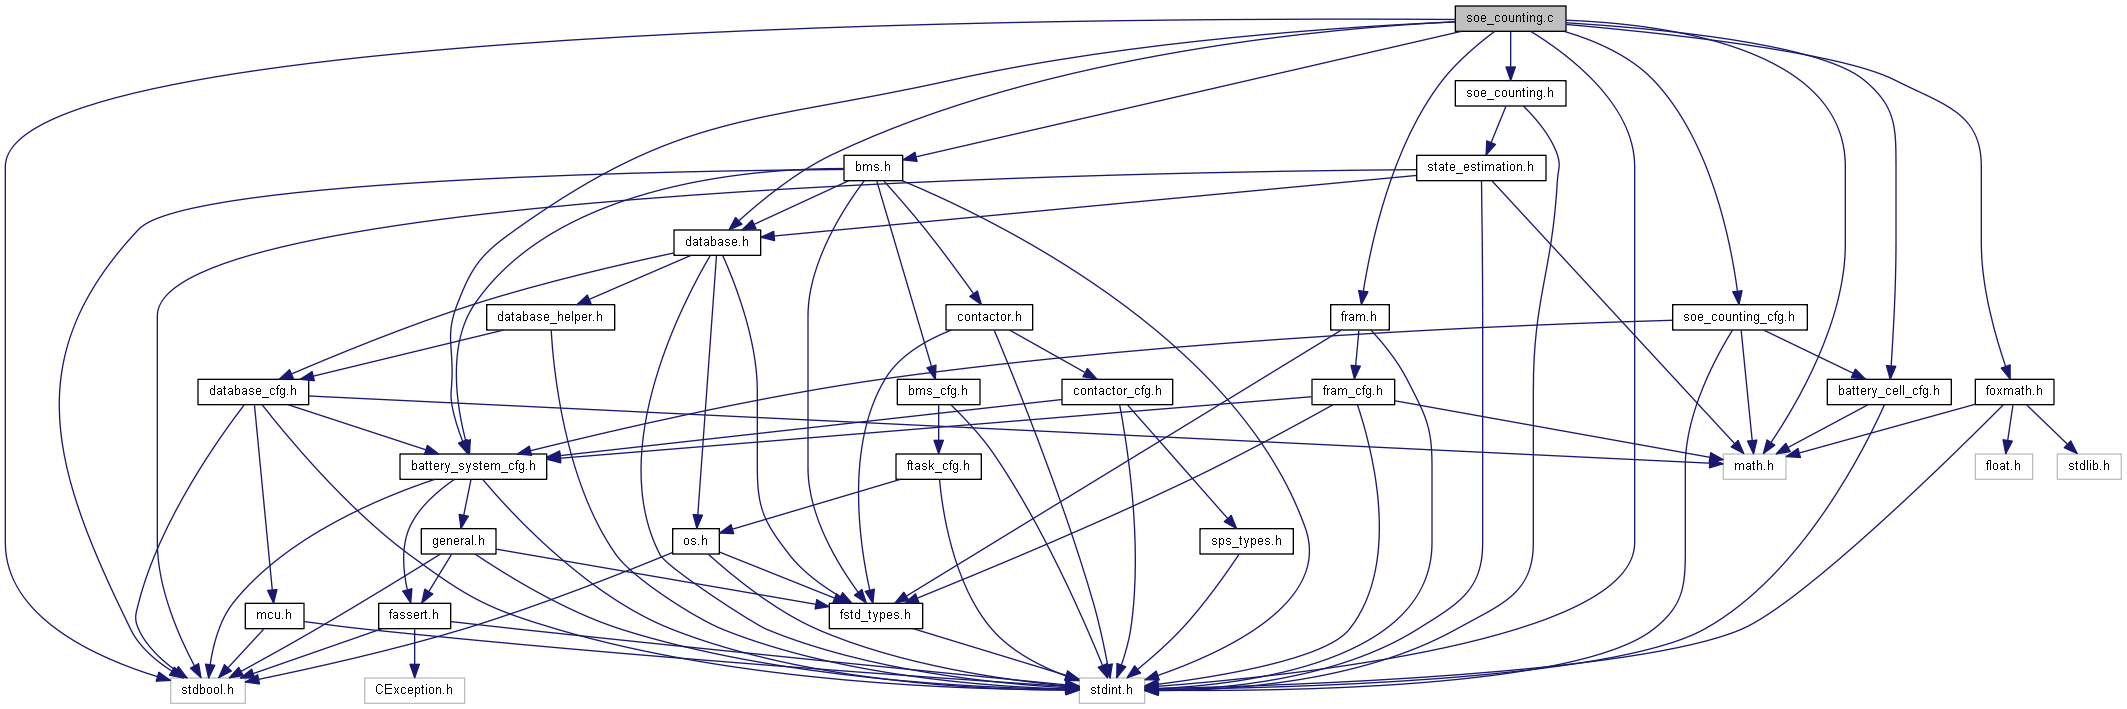 soe_counting.c
soe_counting.h
bms.h
state_estimation.h
database.h
database_helper.h
contactor.h
fram.h
soe_counting_cfg.h
database_cfg.h
bms_cfg.h
contactor_cfg.h
fram_cfg.h
battery_cell_cfg.h
foxmath.h
battery_system_cfg.h
ftask_cfg.h
math.h
float.h
stdlib.h
general.h
os.h
sps_types.h
mcu.h
fassert.h
fstd_types.h
stdbool.h
CException.h
stdint.h